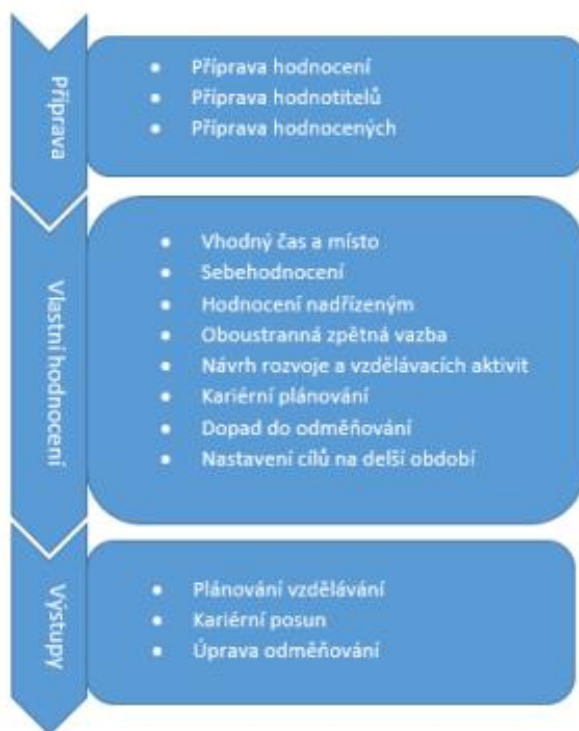 Příprava
• Příprava hodnocení
• Příprava hodnotitelů
• Příprava hodnocených
Vlastní hodnocení
• Vhodný čas a místo
• Sebehodnocení
• Hodnocení nadřízeným
• Oboustranná zpětná vazba
• Návrh rozvoje a vzdělávacích aktivit
• Kariérní plánování
• Dopad do odměňování
• Nastavení cílů na delší období
Výstupy
• Plánování vzdělávání
• Kariérní posun
• Úprava odměňování